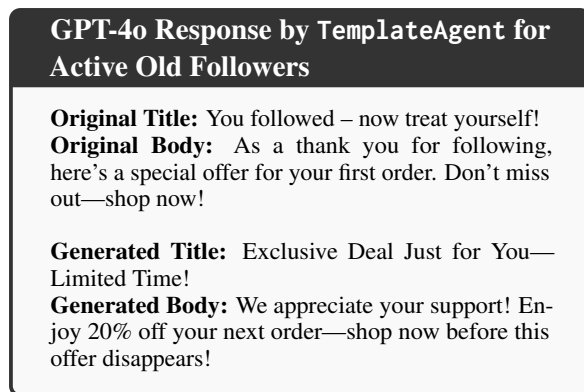 GPT-4o Response by TemplateAgent for
Active Old Followers
Original Title: You followed – now treat yourself!
Original Body: As a thank you for following,
here's a special offer for your first order. Don't miss
out—shop now!
Generated Title: Exclusive Deal Just for You—
Limited Time!
Generated Body: We appreciate your support! En-
joy 20% off your next order—shop now before this
offer disappears!